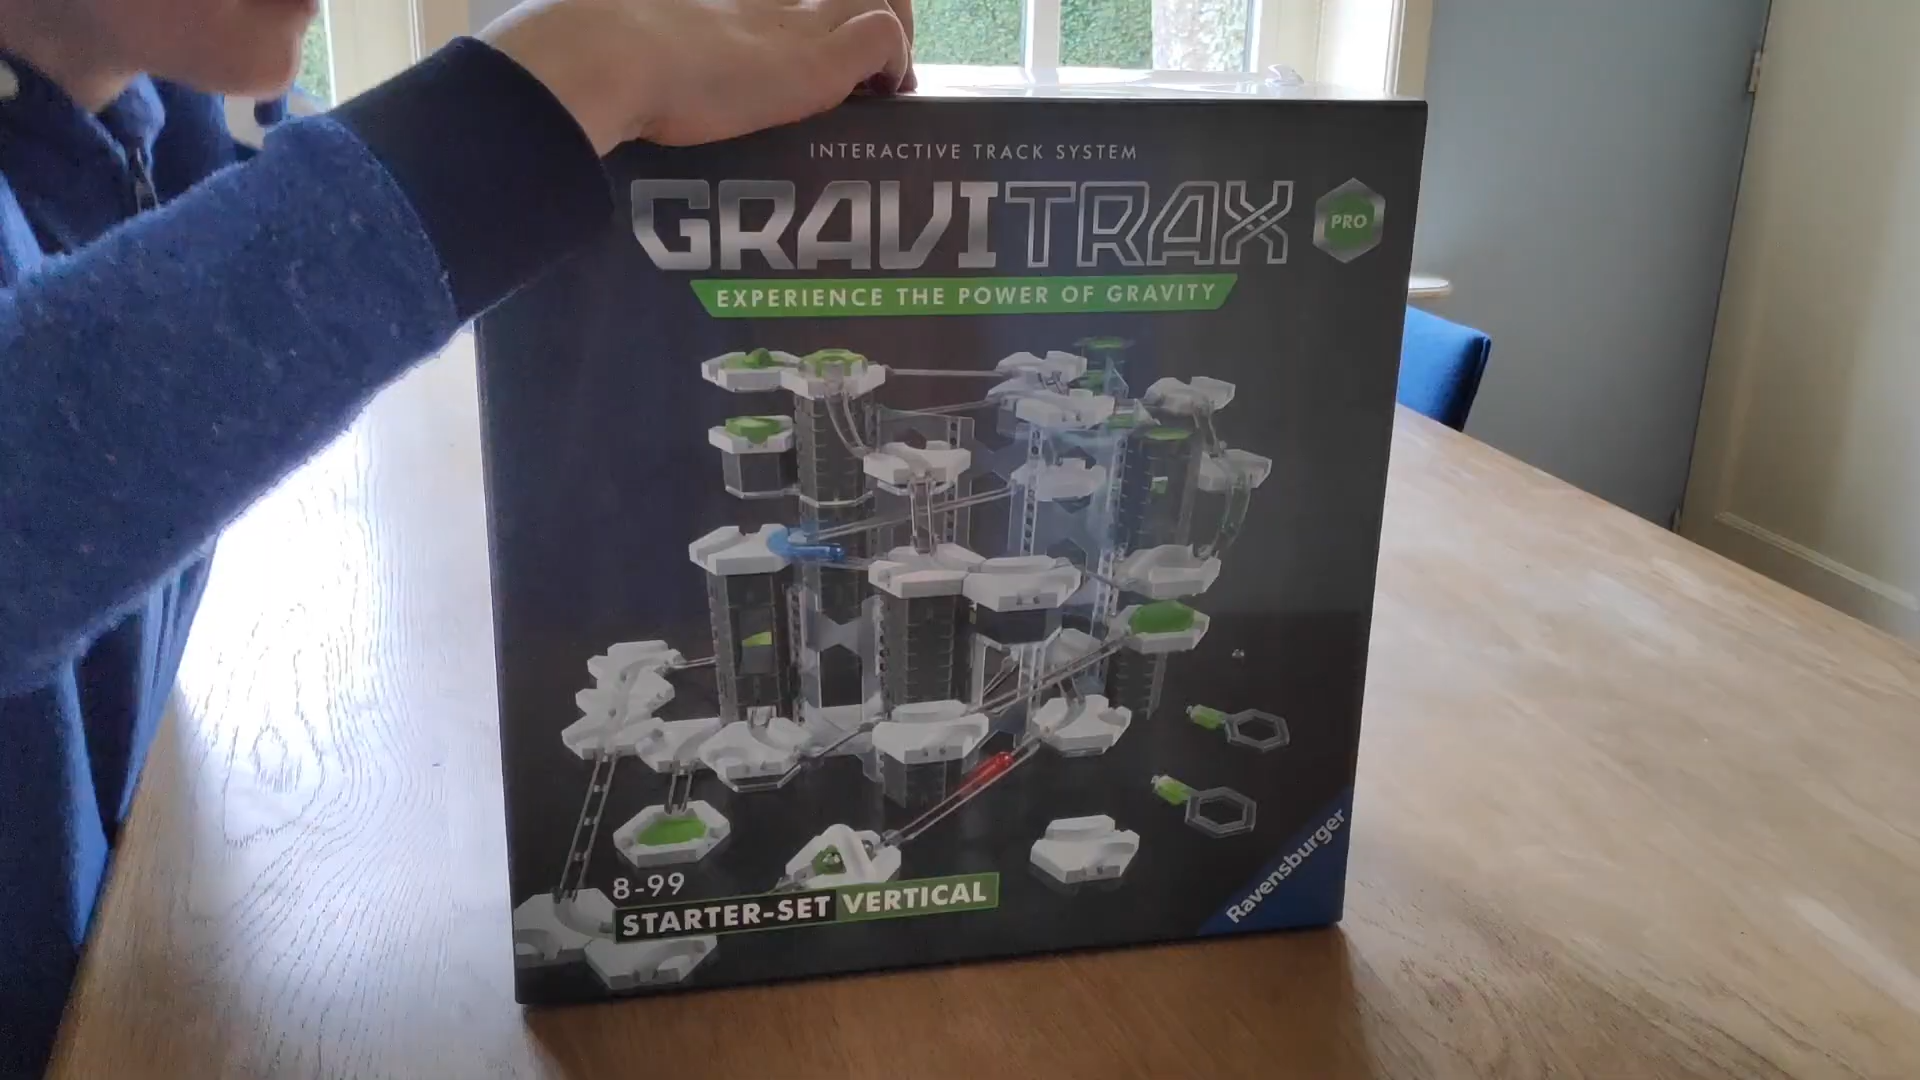 INTERACTIVE TRACK SYSTEM
GRAVITRAX
PRO
EXPERIENCE THE POWER OF GRAVITY
8-99
STARTER-SET VERTICAL
Ravensburger